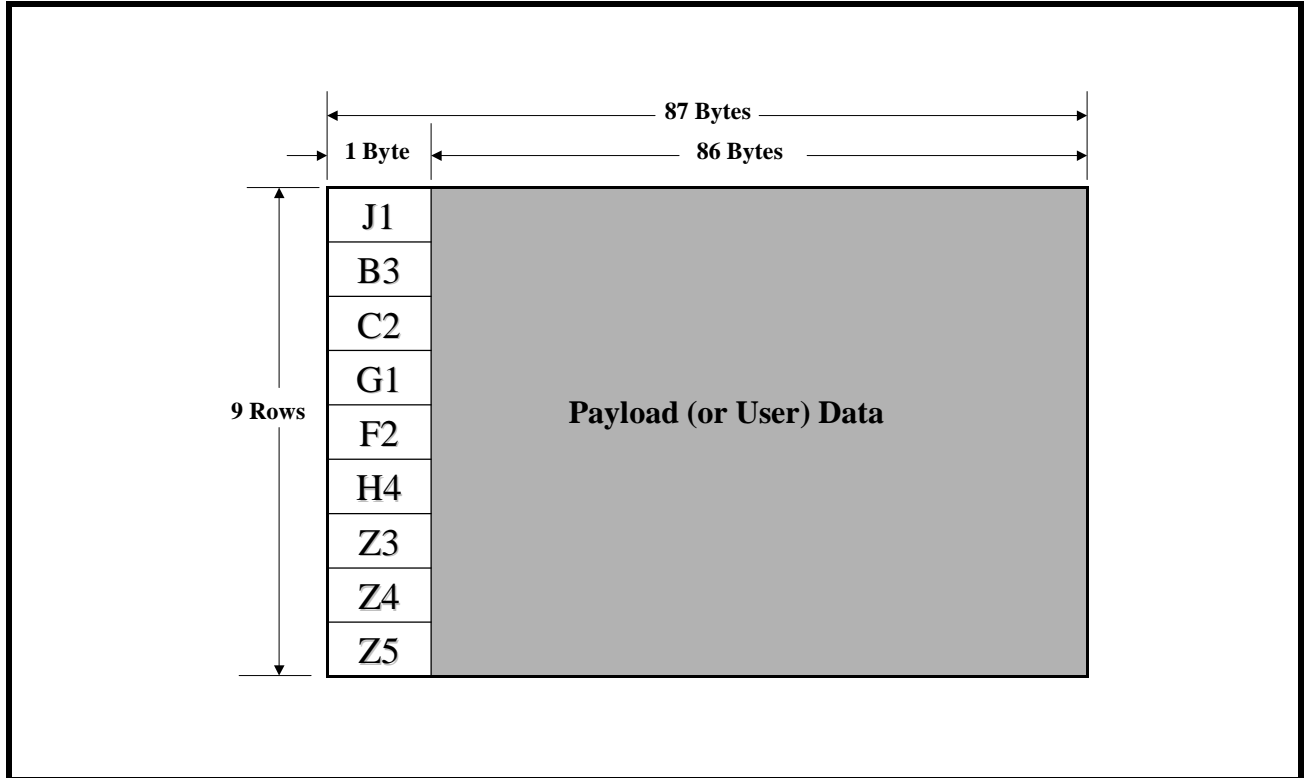 87 Bytes
1 Byte
86 Bytes
J1
B3
C2
G1
F2
H4
Z3
Z4
Z5
9 Rows
Payload (or User) Data